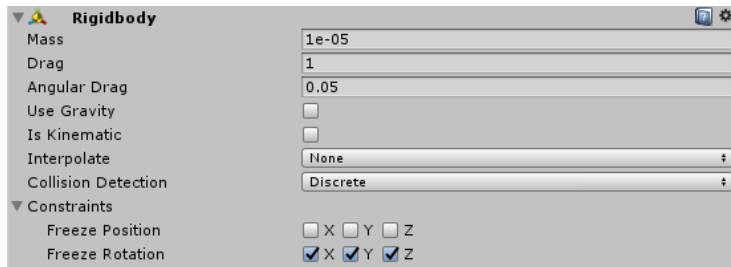 Rigidbody
Mass 1e-05
Drag 1
Angular Drag 0.05
Use Gravity
Is Kinematic
Interpolate None
Collision Detection Discrete
Constraints
Freeze Position X Y Z
Freeze Rotation X Y Z